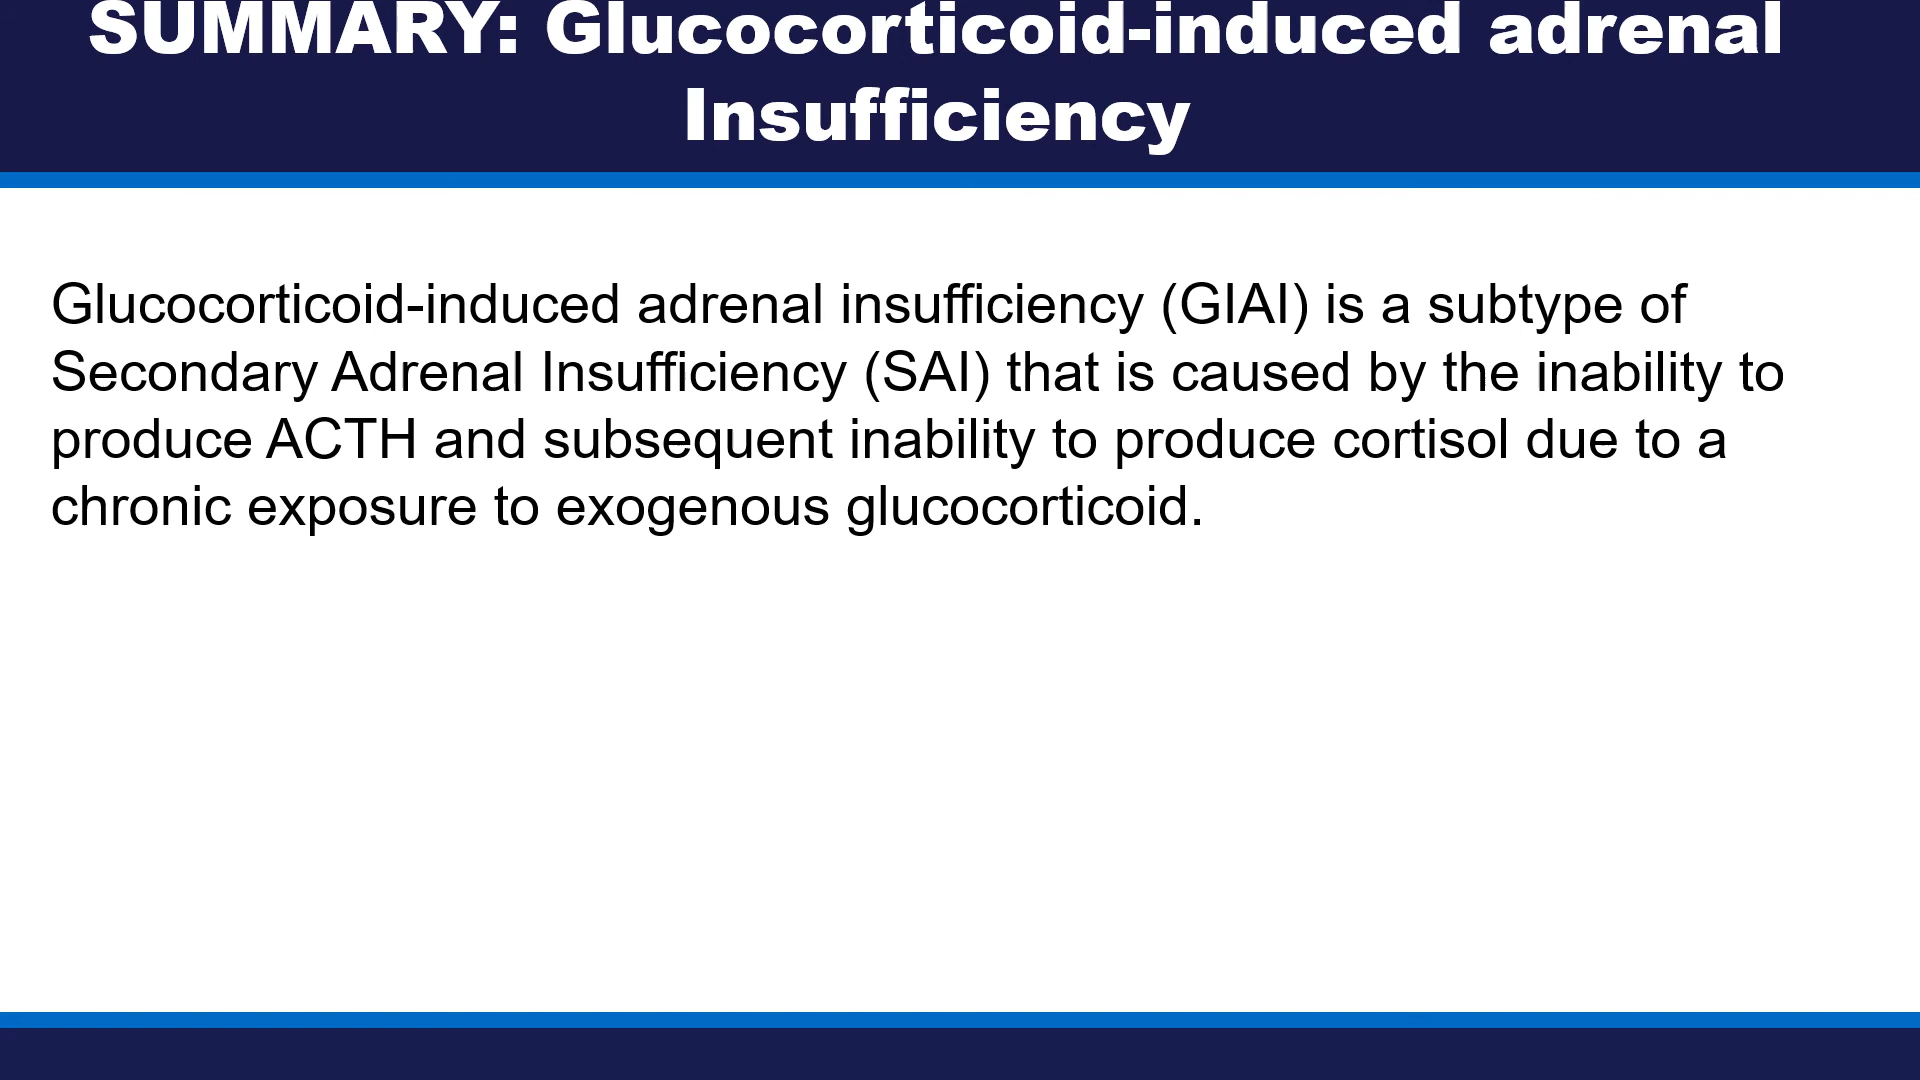 SUMMARY: Glucocorticoid-induced adrenal
Insufficiency
Glucocorticoid-induced adrenal insufficiency (GIAI) is a subtype of
Secondary Adrenal Insufficiency (SAI) that is caused by the inability to
produce ACTH and subsequent inability to produce cortisol due to a
chronic exposure to exogenous glucocorticoid.